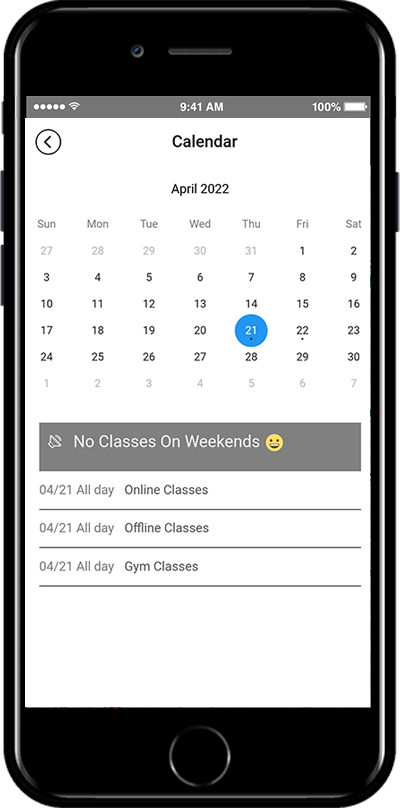 9:41 AM 100%
Calendar
April 2022
Sun Mon Tue Wed Thu Fri Sat
27 28 29 30 31 1 2
3 4 5 6 7 8 9
10 11 12 13 14 15 16
17 18 19 20 21 22 23
24 25 26 27 28 29 30
1 2 3 4 5 6 7
No Classes On Weekends 😀
04/21 All day Online Classes
04/21 All day Offline Classes
04/21 All day Gym Classes